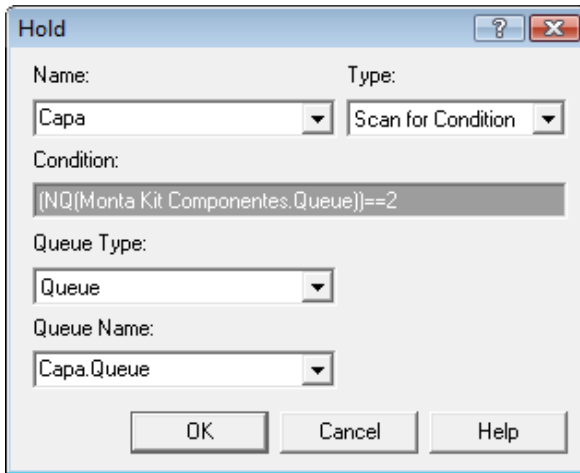 Hold
Name: Type:
Capa Scan for Condition
Condition:
(NQ(Monta Kit Componentes.Queue))==2
Queue Type:
Queue
Queue Name:
Capa.Queue
OK Cancel Help